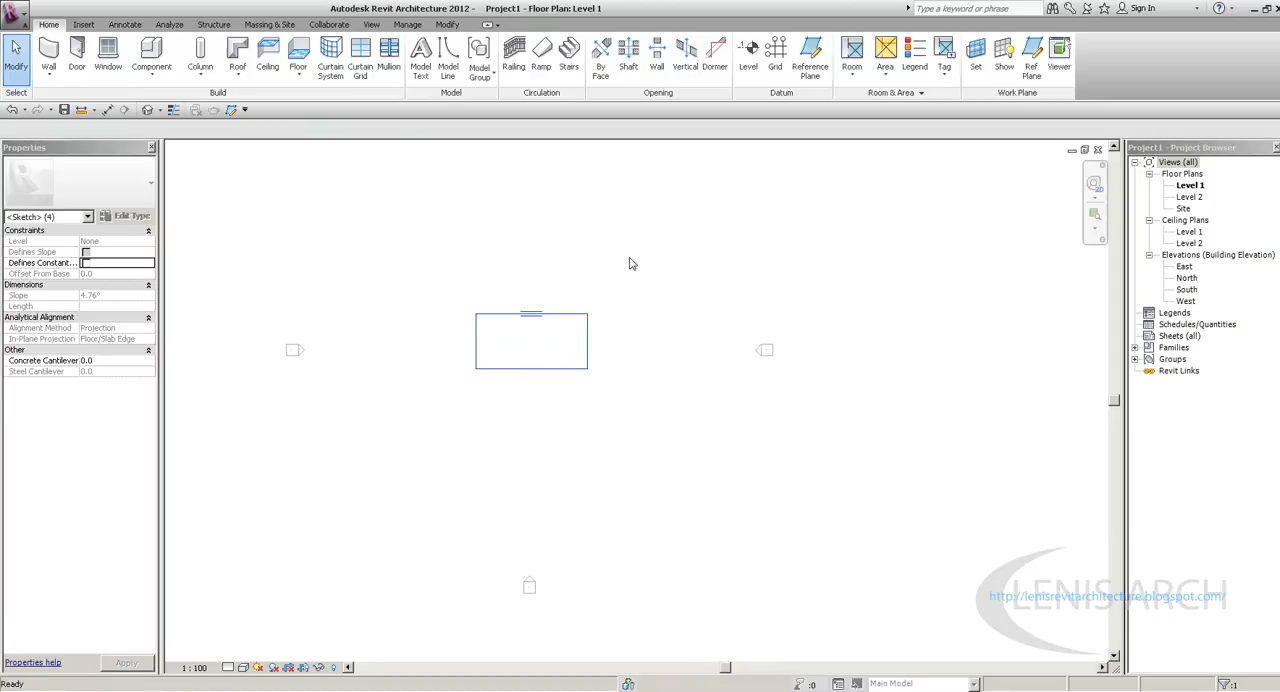 Autodesk Revit Architecture 2012 - Project1 - Floor Plan: Level 1
Type a keyword or phrase
Sign In
Home Insert Annotate Analyze Structure Massing & Site Collaborate View Manage Modify
Modify Wall Door Window Component Column Roof Ceiling Floor Curtain System Curtain Grid Mullion Model Text Model Line Model Group Railing Ramp Stairs By Face Shaft Wall Vertical Dormer Level Grid Reference Plane Room Area Legend Tag Set Show Ref Plane Viewer
Select Build Model Circulation Opening Datum Room & Area Work Plane
Properties
<Sketch> (4) Edit Type
Constraints
Level None
Defines Slope
Defines Constant...
Offset From Base 0.0
Dimensions
Slope 4.76°
Length
Analytical Alignment
Alignment Method Projection
In-Plane Projection Floor/Slab Edge
Other
Concrete Cantilever 0.0
Steel Cantilever 0.0
Properties help Apply
2D
Project1 - Project Browser
Views (all)
Floor Plans
Level 1
Level 2
Site
Ceiling Plans
Level 1
Level 2
Elevations (Building Elevation)
East
North
South
West
Legends
Schedules/Quantities
Sheets (all)
Families
Groups
Revit Links
LENIS ARCH
http://lenisrevitarchitecture.blogspot.com/
1 : 100
Ready
:0
Main Model
:1